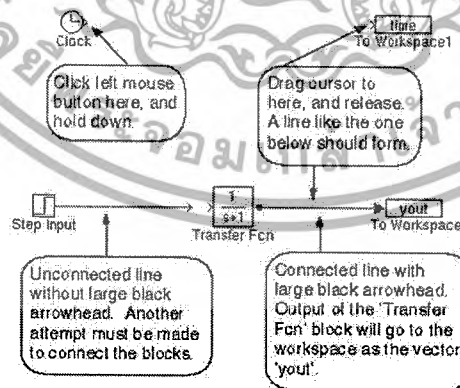 time
Clock
To Workspace1
Click left mouse
button here, and
hold down.
Drag cursor to
here, and release.
A line like the one
below should form.
1
s+1
yout
Step Input
Transfer Fcn
To Workspace
Unconnected line
without large black
arrowhead. Another
attempt must be made
to connect the blocks.
Connected line with
large black arrowhead.
Output of the 'Transfer
Fcn' block will go to the
workspace as the vector
'yout'.